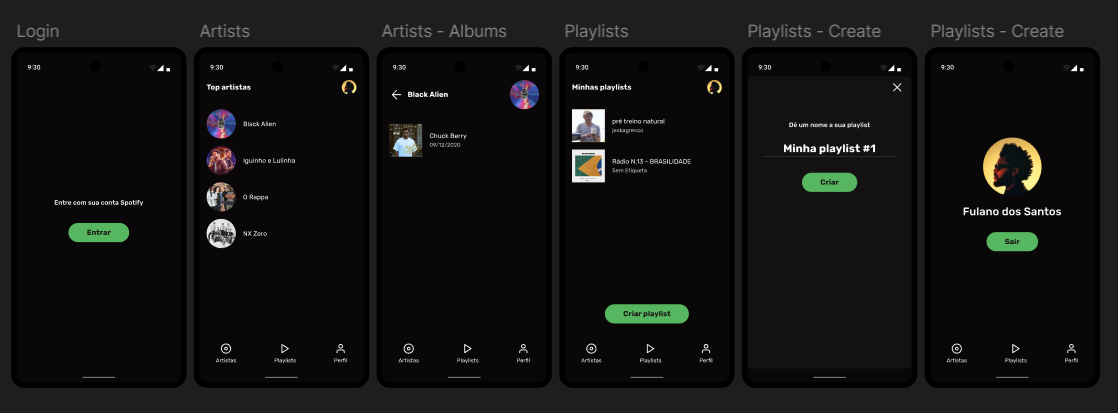 Login
9:30
Entre com sua conta Spotify
Entrar
Artists
9:30
Top artistas
Black Alien
Iguinho e Lulinha
O Rappa
NX Zero
Artistas
Playlists
Perfil
Artists - Albums
9:30
Black Alien
Chuck Berry
09/12/2020
Artistas
Playlists
Perfil
Playlists
9:30
Minhas playlists
pré treino natural
jeskagrecco
Rádio N.13 - BRASILIDADE
Sem Etiqueta
Criar playlist
Artistas
Playlists
Perfil
Playlists - Create
9:30
Dê um nome a sua playlist
Minha playlist #1
Criar
Playlists - Create
9:30
Fulano dos Santos
Sair
Artistas
Playlists
Perfil